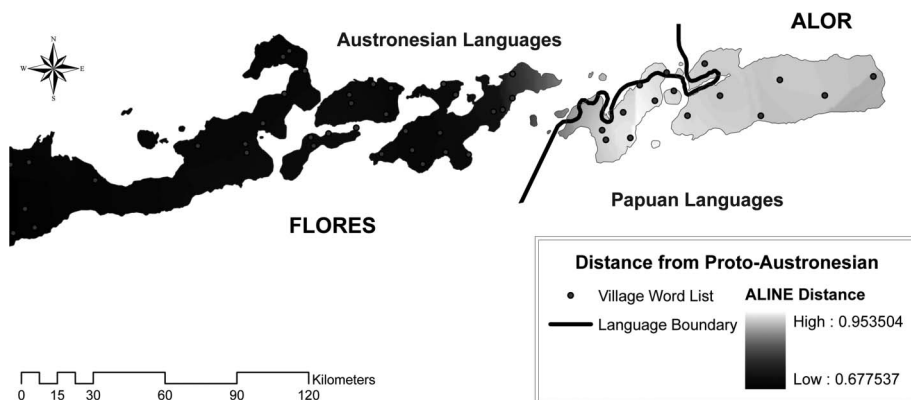 ALOR
Austronesian Languages
N
W E
S
Papuan Languages
FLORES
Distance from Proto-Austronesian
Village Word List
Language Boundary
ALINE Distance
High : 0.953504
Low : 0.677537
Kilometers
0 15 30 60 90 120